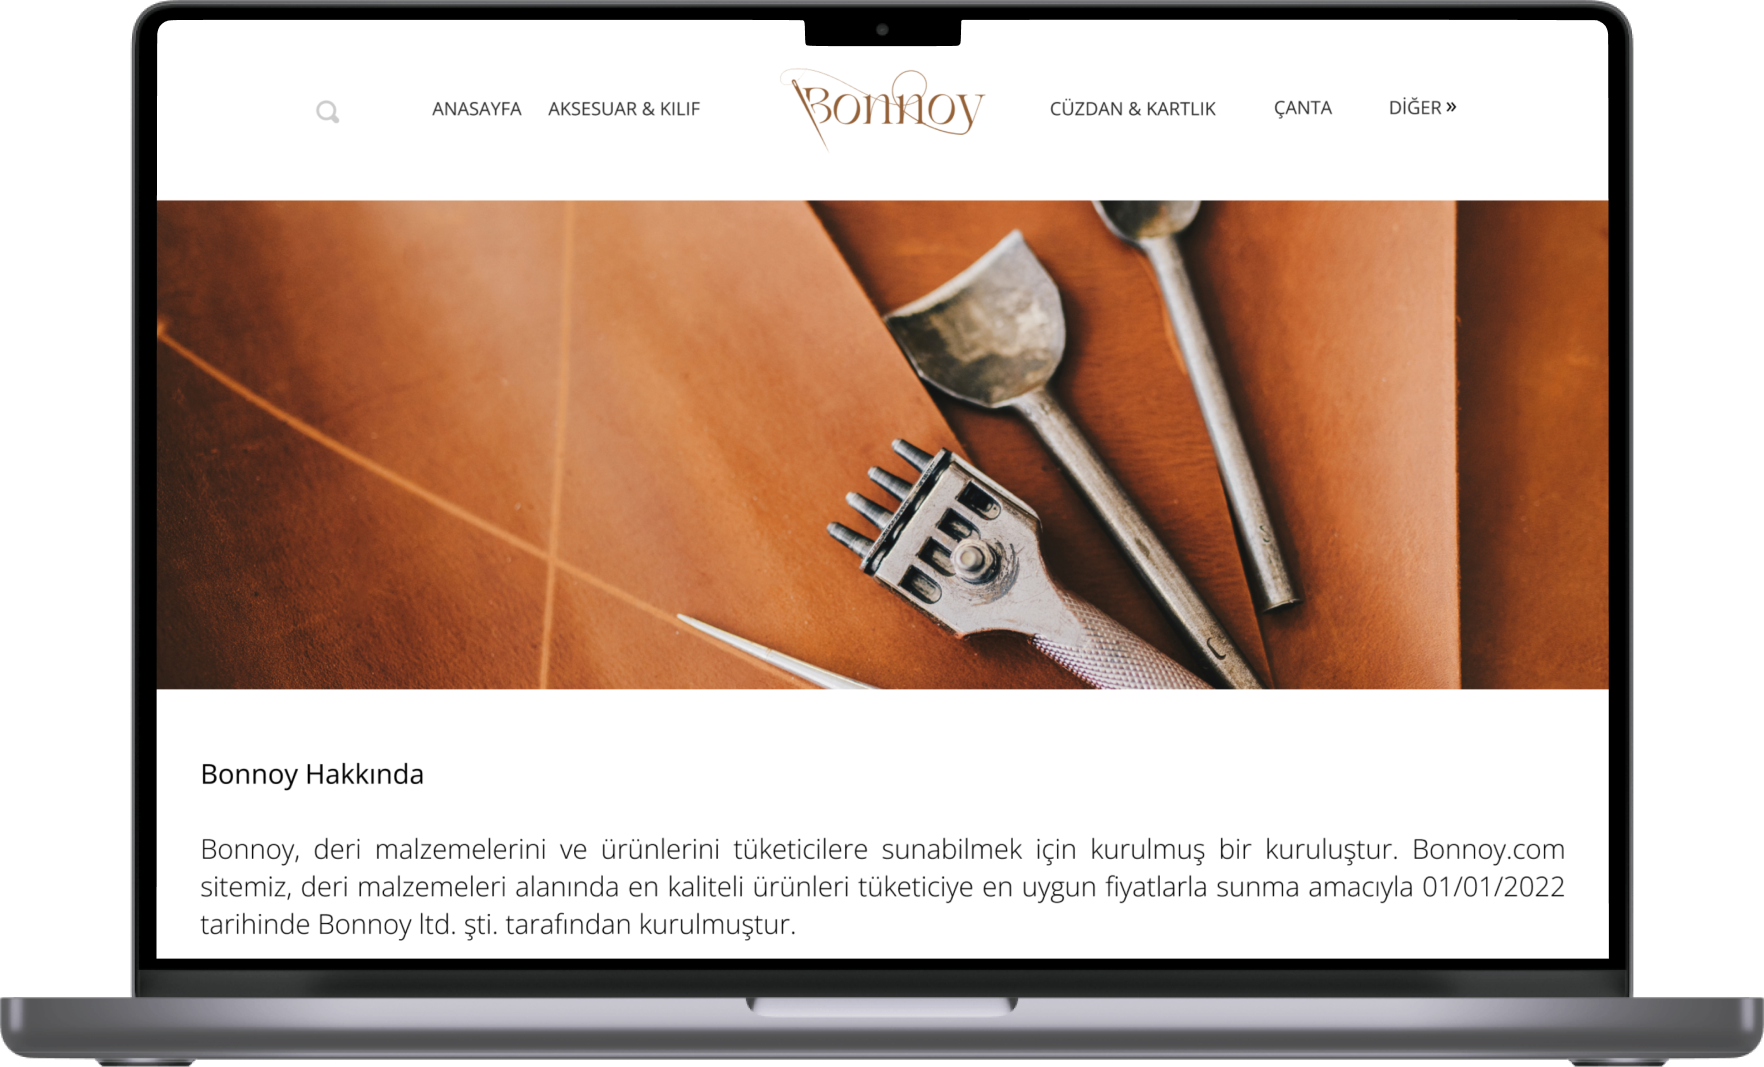 ANASAYFA AKSESUAR & KILIF Bonnoy CÜZDAN & KARTLIK ÇANTA DİĞER »
Bonnoy Hakkında
Bonnoy, deri malzemelerini ve ürünlerini tüketicilere sunabilmek için kurulmuş bir kuruluştur. Bonnoy.com
sitemiz, deri malzemeleri alanında en kaliteli ürünleri tüketiciye en uygun fiyatlarla sunma amacıyla 01/01/2022
tarihinde Bonnoy ltd. şti. tarafından kurulmuştur.